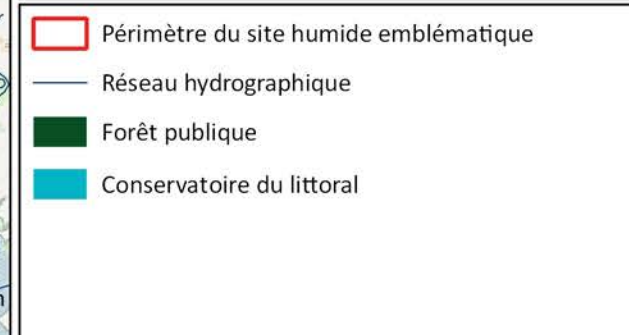 Périmètre du site humide emblématique
Réseau hydrographique
Forêt publique
Conservatoire du littoral